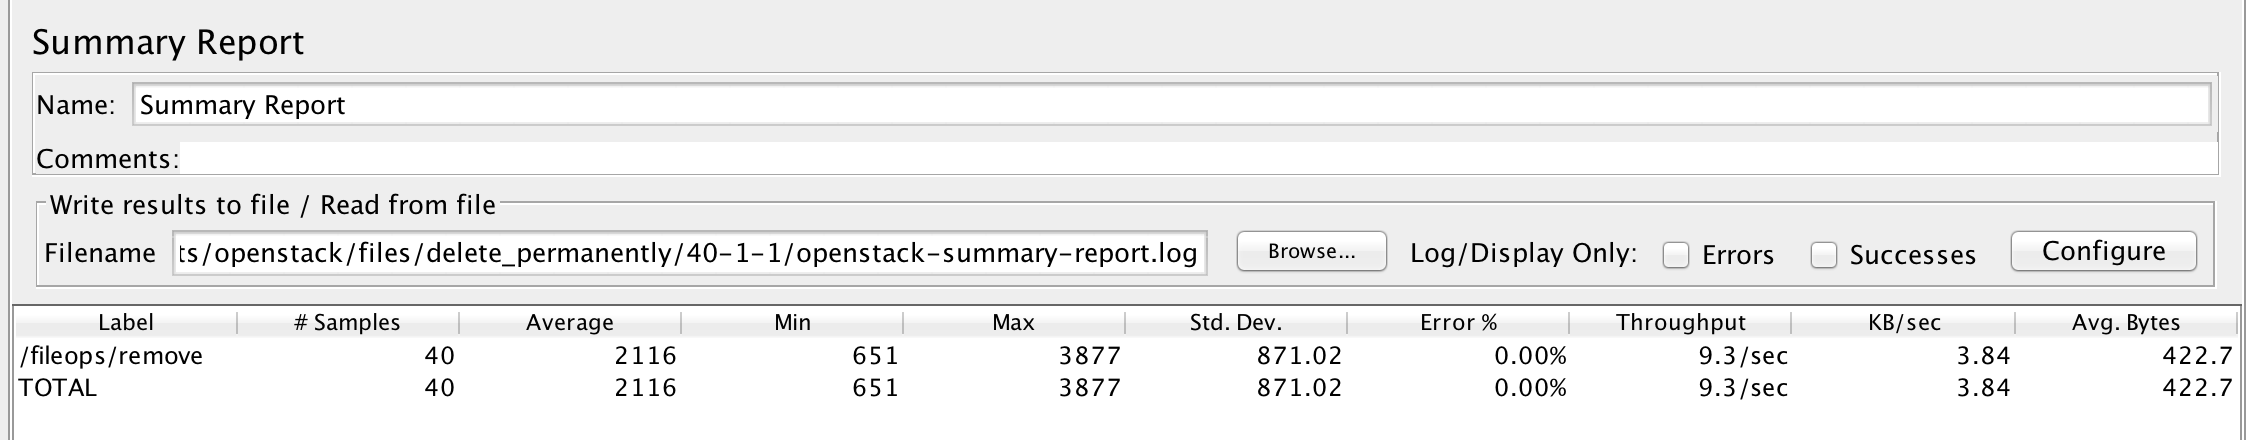 Summary Report
Name: Summary Report
Comments:
Write results to file / Read from file
Filename ts/openstack/files/delete_permanently/40-1-1/openstack-summary-report.log Browse... Log/Display Only: Errors Successes Configure
Label # Samples Average Min Max Std. Dev. Error % Throughput KB/sec Avg. Bytes
/fileops/remove 40 2116 651 3877 871.02 0.00% 9.3/sec 3.84 422.7
TOTAL 40 2116 651 3877 871.02 0.00% 9.3/sec 3.84 422.7